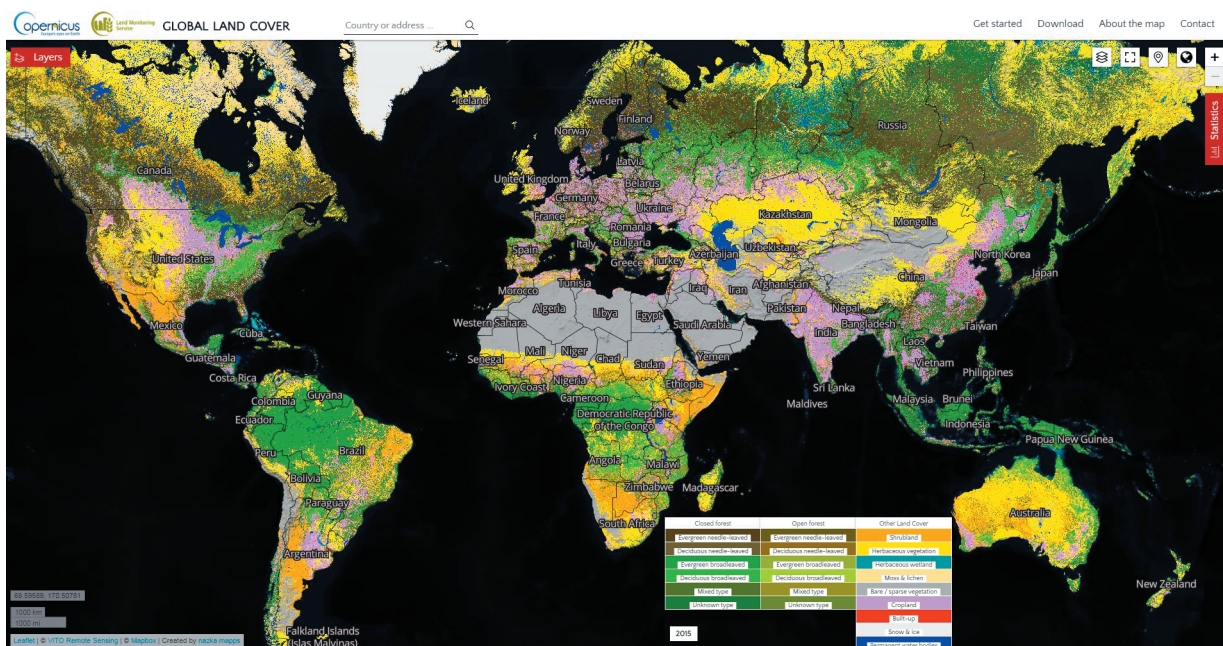 Copernicus
Europe's eyes on Earth
Land Monitoring
Service
GLOBAL LAND COVER
Country or address ...
Get started
Download
About the map
Contact
Layers
+
−
Statistics
Iceland
Sweden
Finland
Norway
Russia
Canada
Latvia
United Kingdom
Belarus
Germany
Ukraine
France
Kazakhstan
Mongolia
Romania
Spain
Italy
Bulgaria
Uzbekistan
United States
Greece
Turkey
Azerbaijan
North Korea
Japan
China
Tunisia
Morocco
Iraq
Iran
Afghanistan
Algeria
Libya
Egypt
Pakistan
Nepal
Mexico
Western Sahara
Saudi Arabia
India
Bangladesh
Taiwan
Cuba
Laos
Guatemala
Senegal
Mali
Niger
Chad
Sudan
Yemen
Vietnam
Philippines
Costa Rica
Ivory Coast
Nigeria
Ethiopia
Sri Lanka
Colombia
Guyana
Cameroon
Maldives
Malaysia
Brunei
Ecuador
Democratic Republic
of the Congo
Indonesia
Papua New Guinea
Peru
Brazil
Angola
Malawi
Bolivia
Zimbabwe
Madagascar
Paraguay
Australia
South Africa
Argentina
New Zealand
Falkland Islands
(Islas Malvinas)
Closed forest
Open forest
Other Land Cover
Evergreen needle-leaved
Evergreen needle-leaved
Shrubland
Deciduous needle-leaved
Deciduous needle-leaved
Herbaceous vegetation
Evergreen broadleaved
Evergreen broadleaved
Herbaceous wetland
Deciduous broadleaved
Deciduous broadleaved
Moss & lichen
Mixed type
Mixed type
Bare / sparse vegetation
Unknown type
Unknown type
Cropland
Built-up
Snow & ice
Permanent water bodies
2015
1000 km
1000 mi
Leaflet | © VITO Remote Sensing | © Mapbox | Created by nazka mapps